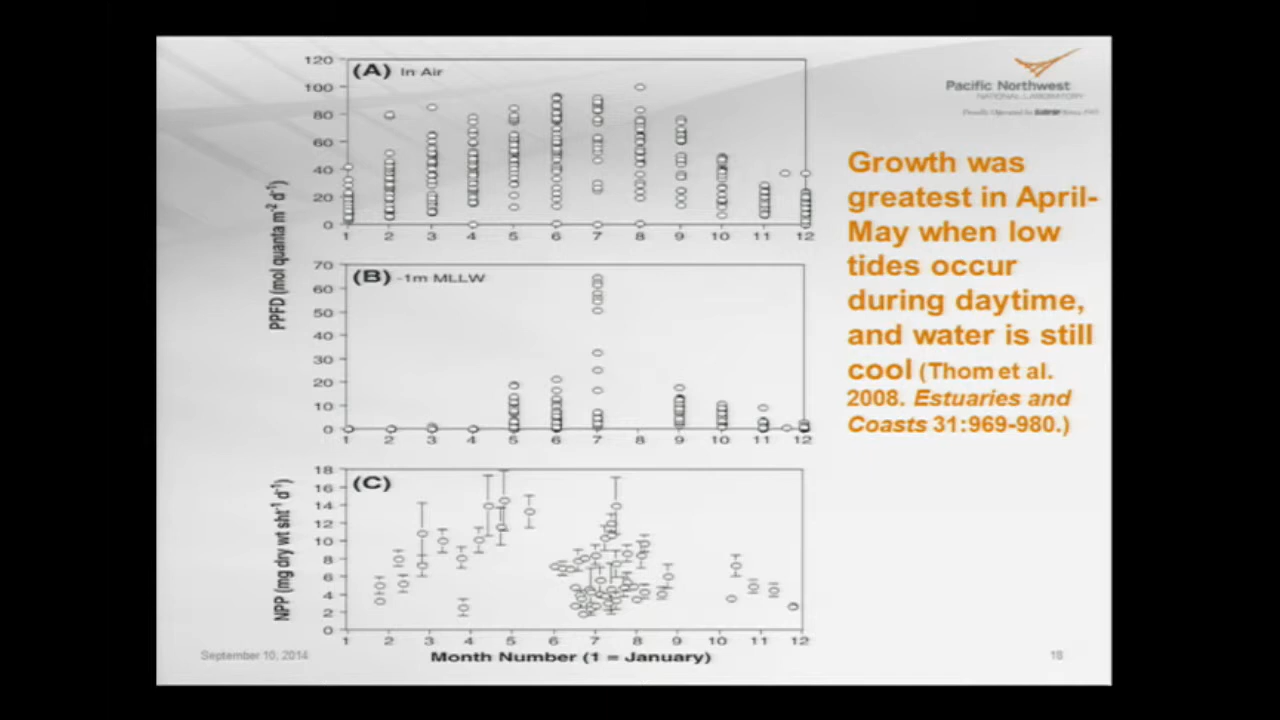 (A) In Air
120
100
80
60
40
20
0
1 2 3 4 5 6 7 8 9 10 11 12
PPFD (mol quanta m⁻² d⁻¹)
(B) -1m MLLW
70
60
50
40
30
20
10
0
1 2 3 4 5 6 7 8 9 10 11 12
(C)
18
16
14
12
10
8
6
4
2
0
NPP (mg dry wt sht⁻¹ d⁻¹)
1 2 3 4 5 6 7 8 9 10 11 12
Month Number (1 = January)
Pacific Northwest
NATIONAL LABORATORY
Proudly Operated by
Growth was
greatest in April-
May when low
tides occur
during daytime,
and water is still
cool (Thom et al.
2008. Estuaries and
Coasts 31:969-980.)
September 10, 2014
18